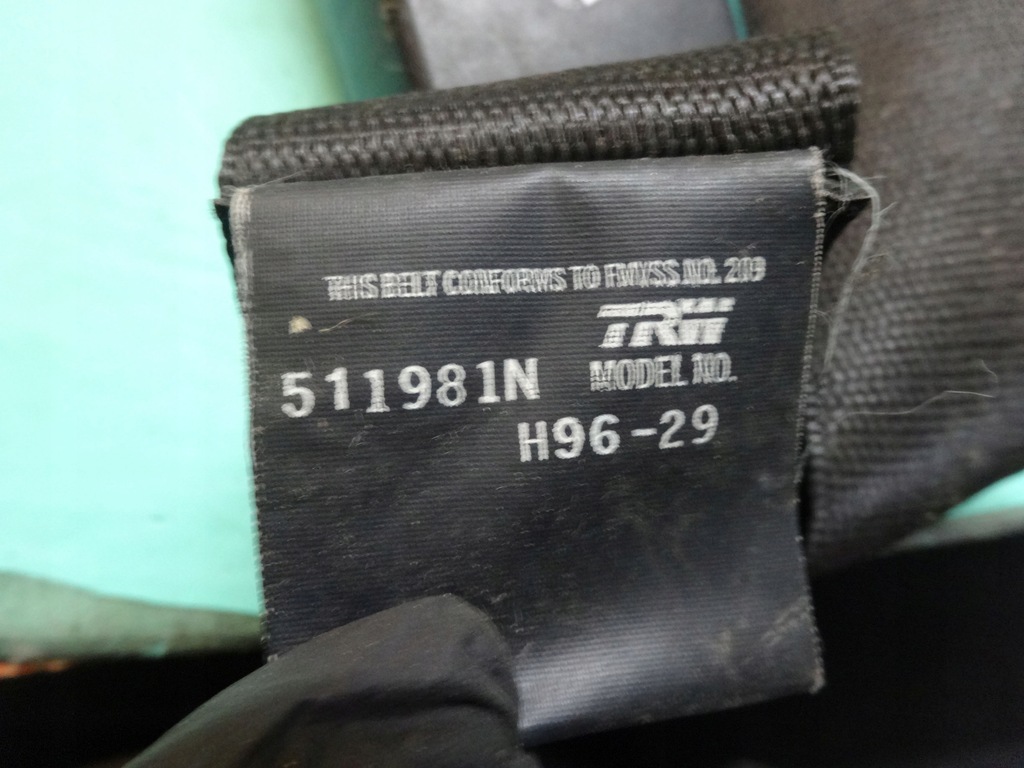 THIS BELT CONFORMS TO FMVSS NO. 209
TRW
511981N MODEL NO.
H96-29